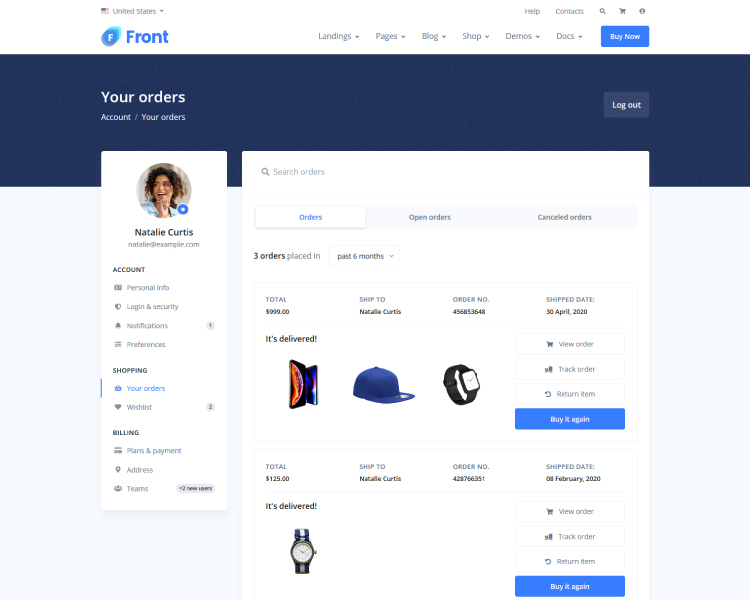 United States
Help Contacts
F Front
Landings Pages Blog Shop Demos Docs Buy Now
Your orders
Account / Your orders
Log out
Natalie Curtis
natalie@example.com
ACCOUNT
Personal info
Login & security
Notifications 1
Preferences
SHOPPING
Your orders
Wishlist 2
BILLING
Plans & payment
Address
Teams +2 new users
Search orders
Orders Open orders Canceled orders
3 orders placed in past 6 months
TOTAL SHIP TO ORDER NO. SHIPPED DATE:
$999.00 Natalie Curtis 456853648 30 April, 2020
It's delivered!
View order
Track order
Return item
Buy it again
TOTAL SHIP TO ORDER NO. SHIPPED DATE:
$125.00 Natalie Curtis 428766351 08 February, 2020
It's delivered!
View order
Track order
Return item
Buy it again